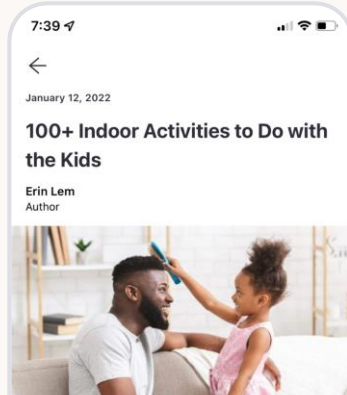 7:39
January 12, 2022
100+ Indoor Activities to Do with
the Kids
Erin Lem
Author